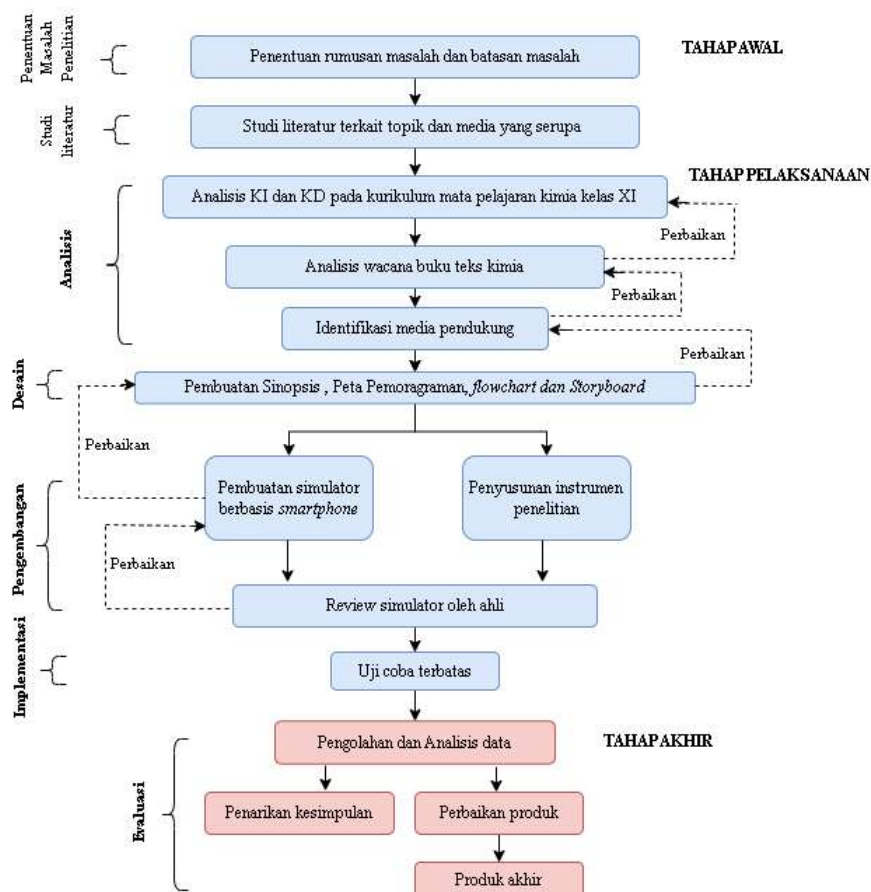 Penentuan
Masalah
Penelitian
Penentuan rumusan masalah dan batasan masalah
TAHAP AWAL
Studi
literatur
Studi literatur terkait topik dan media yang serupa
TAHAP PELAKSANAAN
Analisis
Analisis KI dan KD pada kurikulum mata pelajaran kimia kelas XI
Perbaikan
Analisis wacana buku teks kimia
Perbaikan
Identifikasi media pendukung
Perbaikan
Desain
Pembuatan Sinopsis , Peta Pemoragraman, flowchart dan Storyboard
Perbaikan
Pengembangan
Pembuatan simulator
berbasis smartphone
Penyusunan instrumen
penelitian
Perbaikan
Review simulator oleh ahli
Implementasi
Uji coba terbatas
Evaluasi
Pengolahan dan Analisis data
TAHAP AKHIR
Penarikan kesimpulan
Perbaikan produk
Produk akhir